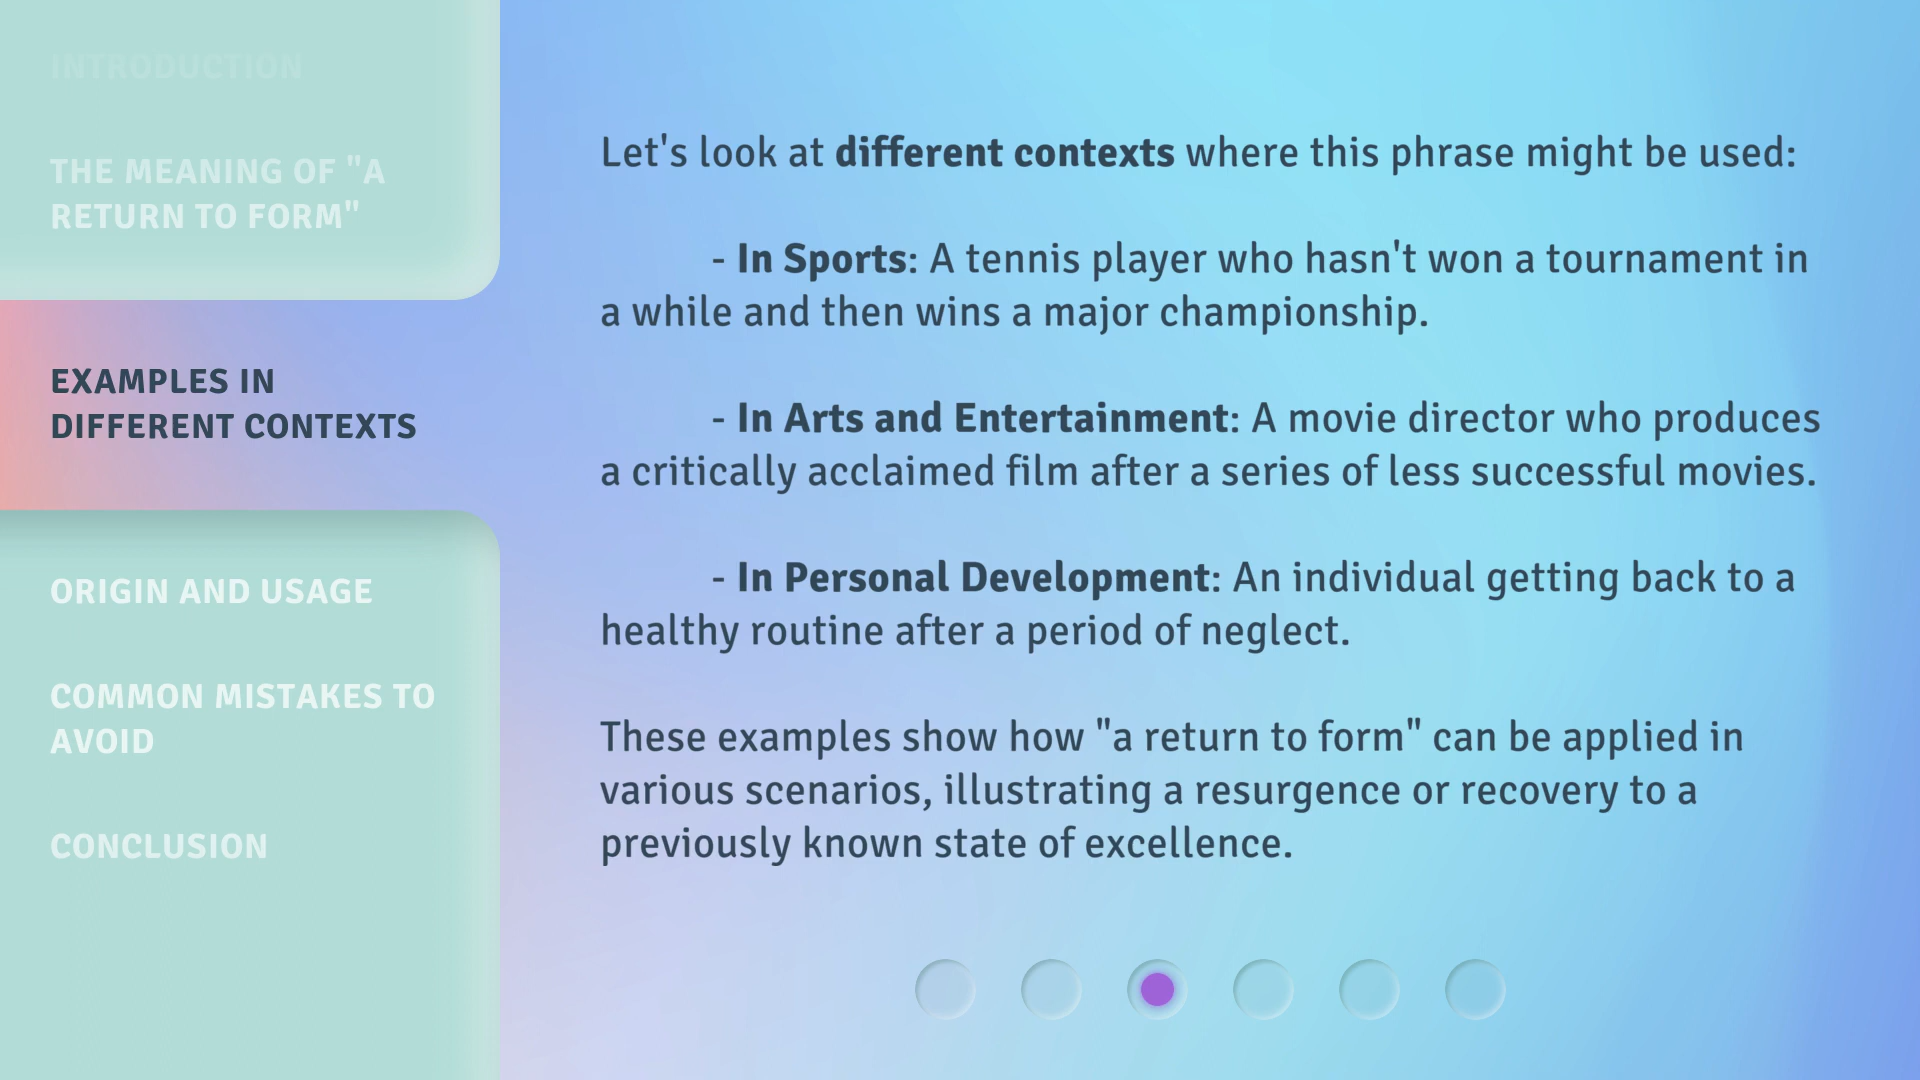 INTRODUCTION
THE MEANING OF "A
RETURN TO FORM"
EXAMPLES IN
DIFFERENT CONTEXTS
ORIGIN AND USAGE
COMMON MISTAKES TO
AVOID
CONCLUSION
Let's look at different contexts where this phrase might be used:
- In Sports: A tennis player who hasn't won a tournament in
a while and then wins a major championship.
- In Arts and Entertainment: A movie director who produces
a critically acclaimed film after a series of less successful movies.
- In Personal Development: An individual getting back to a
healthy routine after a period of neglect.
These examples show how "a return to form" can be applied in
various scenarios, illustrating a resurgence or recovery to a
previously known state of excellence.